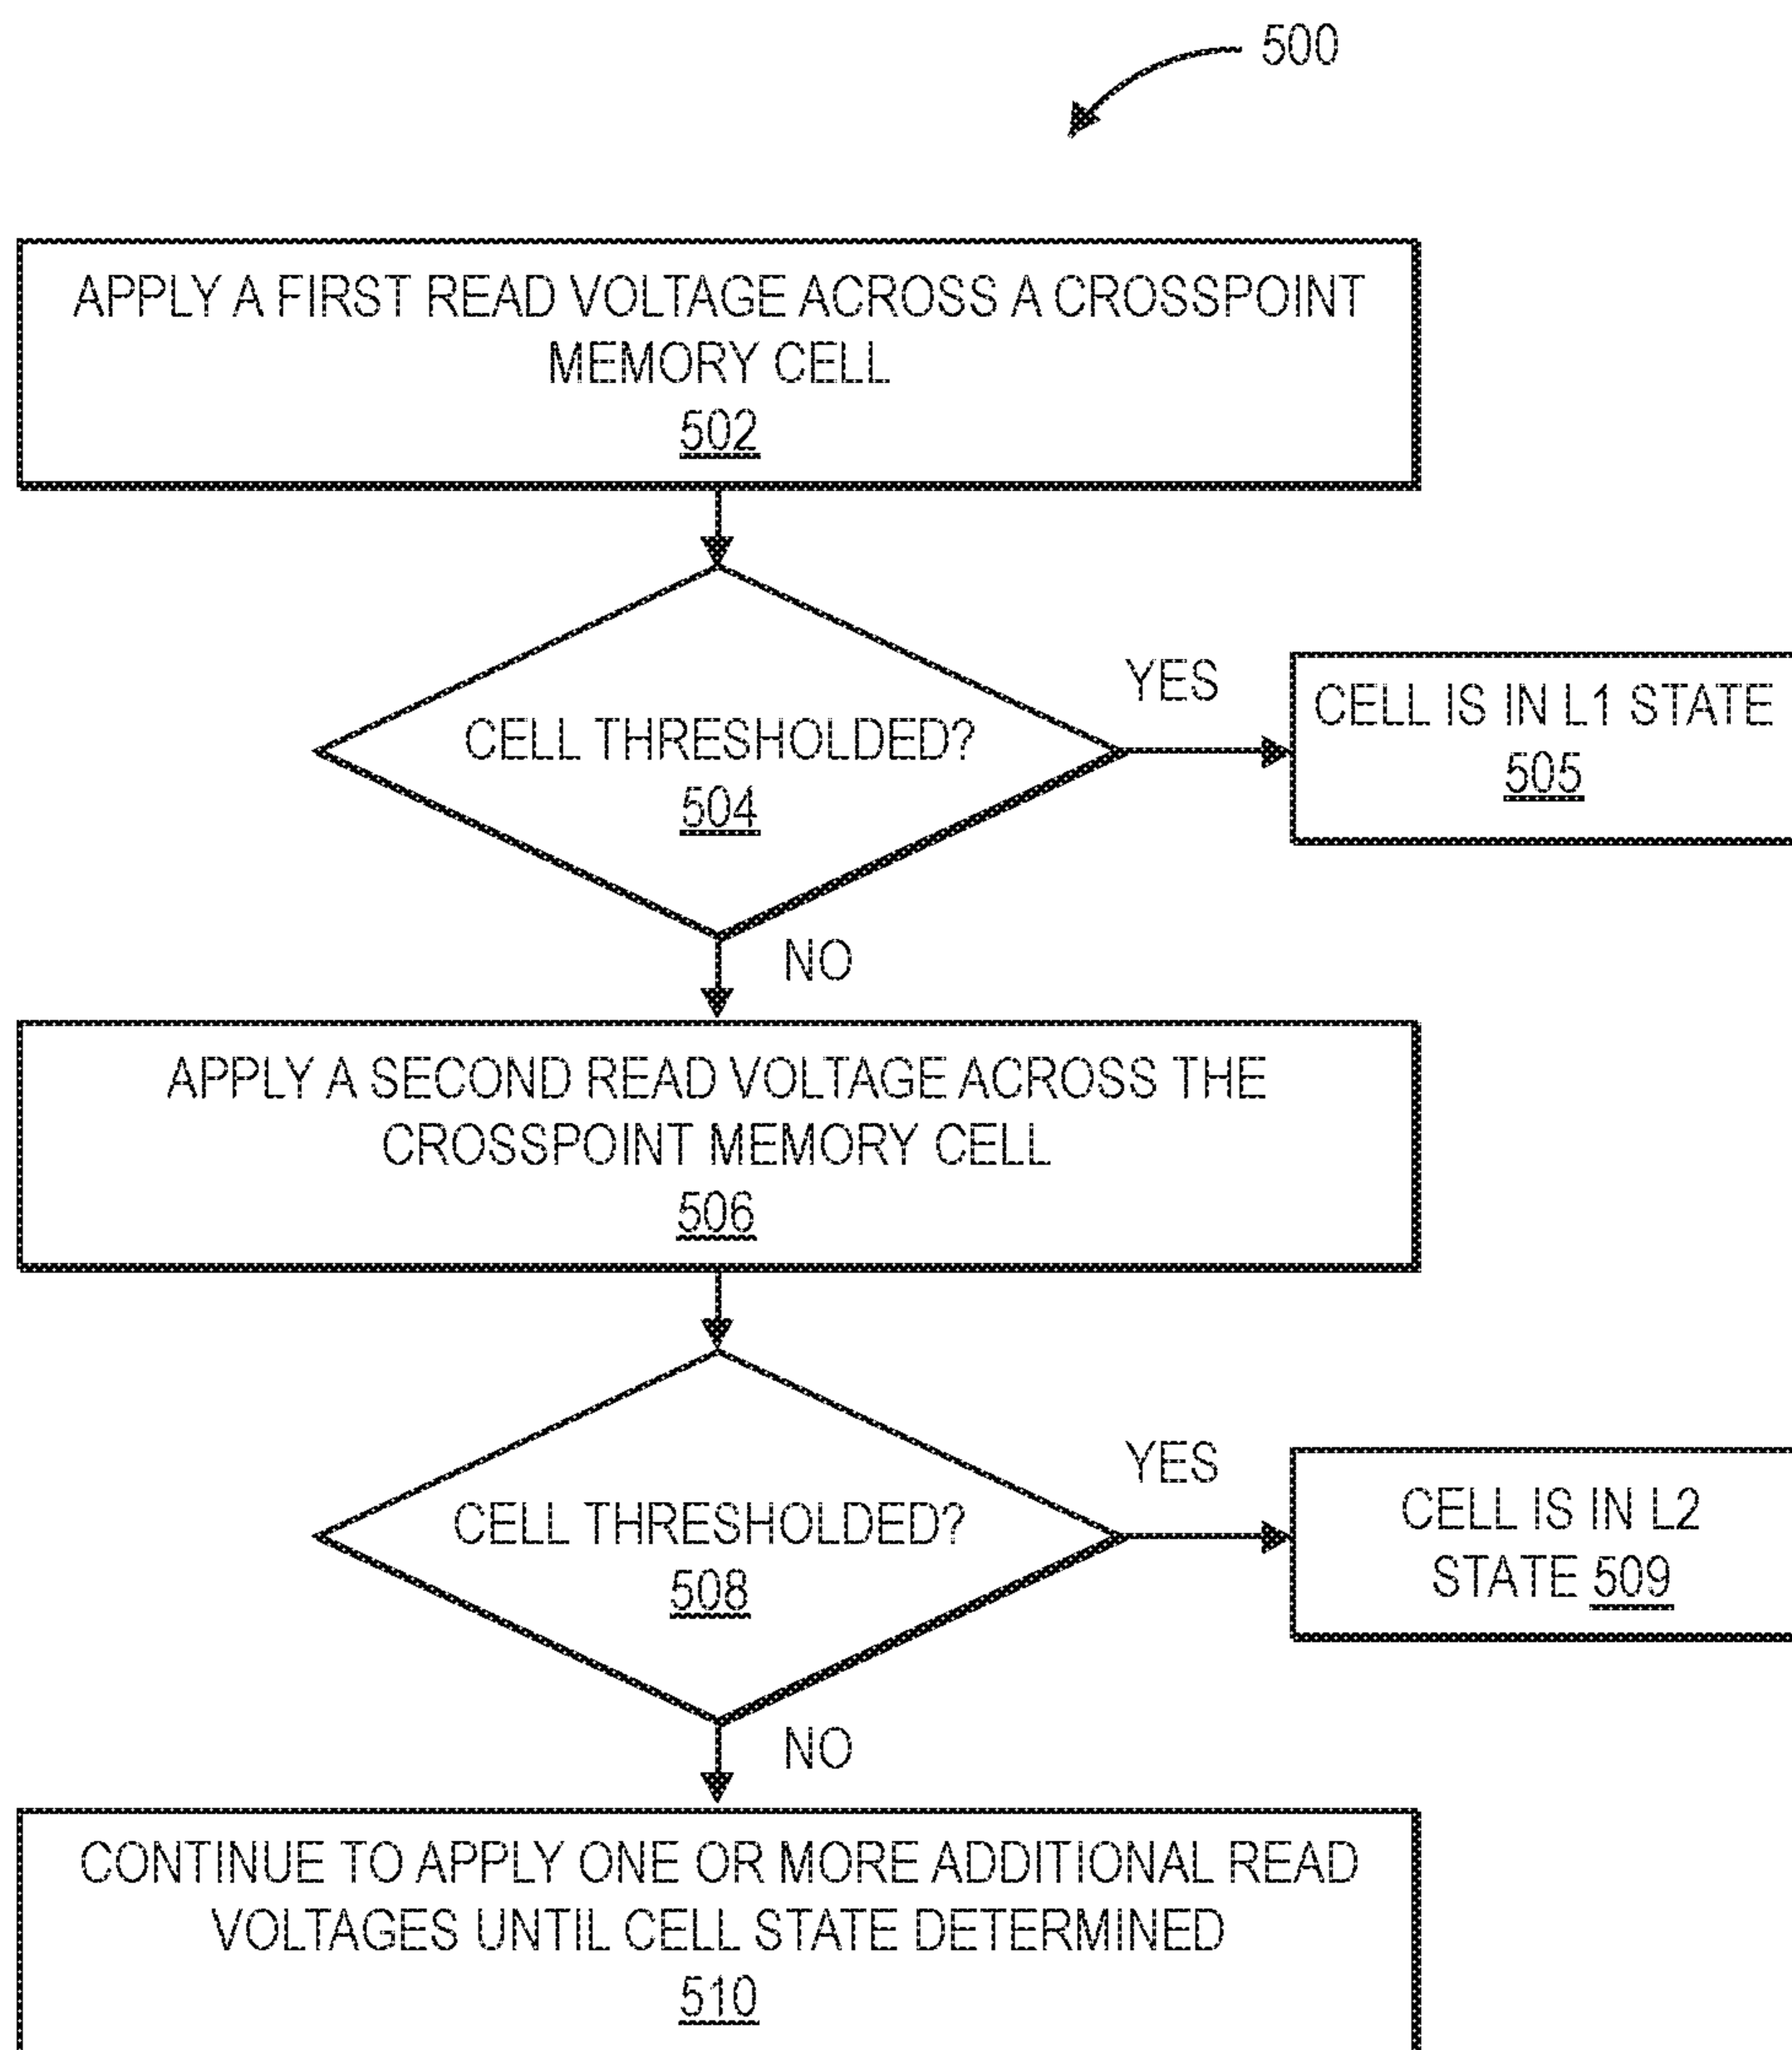 500
APPLY A FIRST READ VOLTAGE ACROSS A CROSSPOINT
MEMORY CELL
502
CELL THRESHOLDED?
504
YES
CELL IS IN L1 STATE
505
NO
APPLY A SECOND READ VOLTAGE ACROSS THE
CROSSPOINT MEMORY CELL
506
CELL THRESHOLDED?
508
YES
CELL IS IN L2
STATE 509
NO
CONTINUE TO APPLY ONE OR MORE ADDITIONAL READ
VOLTAGES UNTIL CELL STATE DETERMINED
510